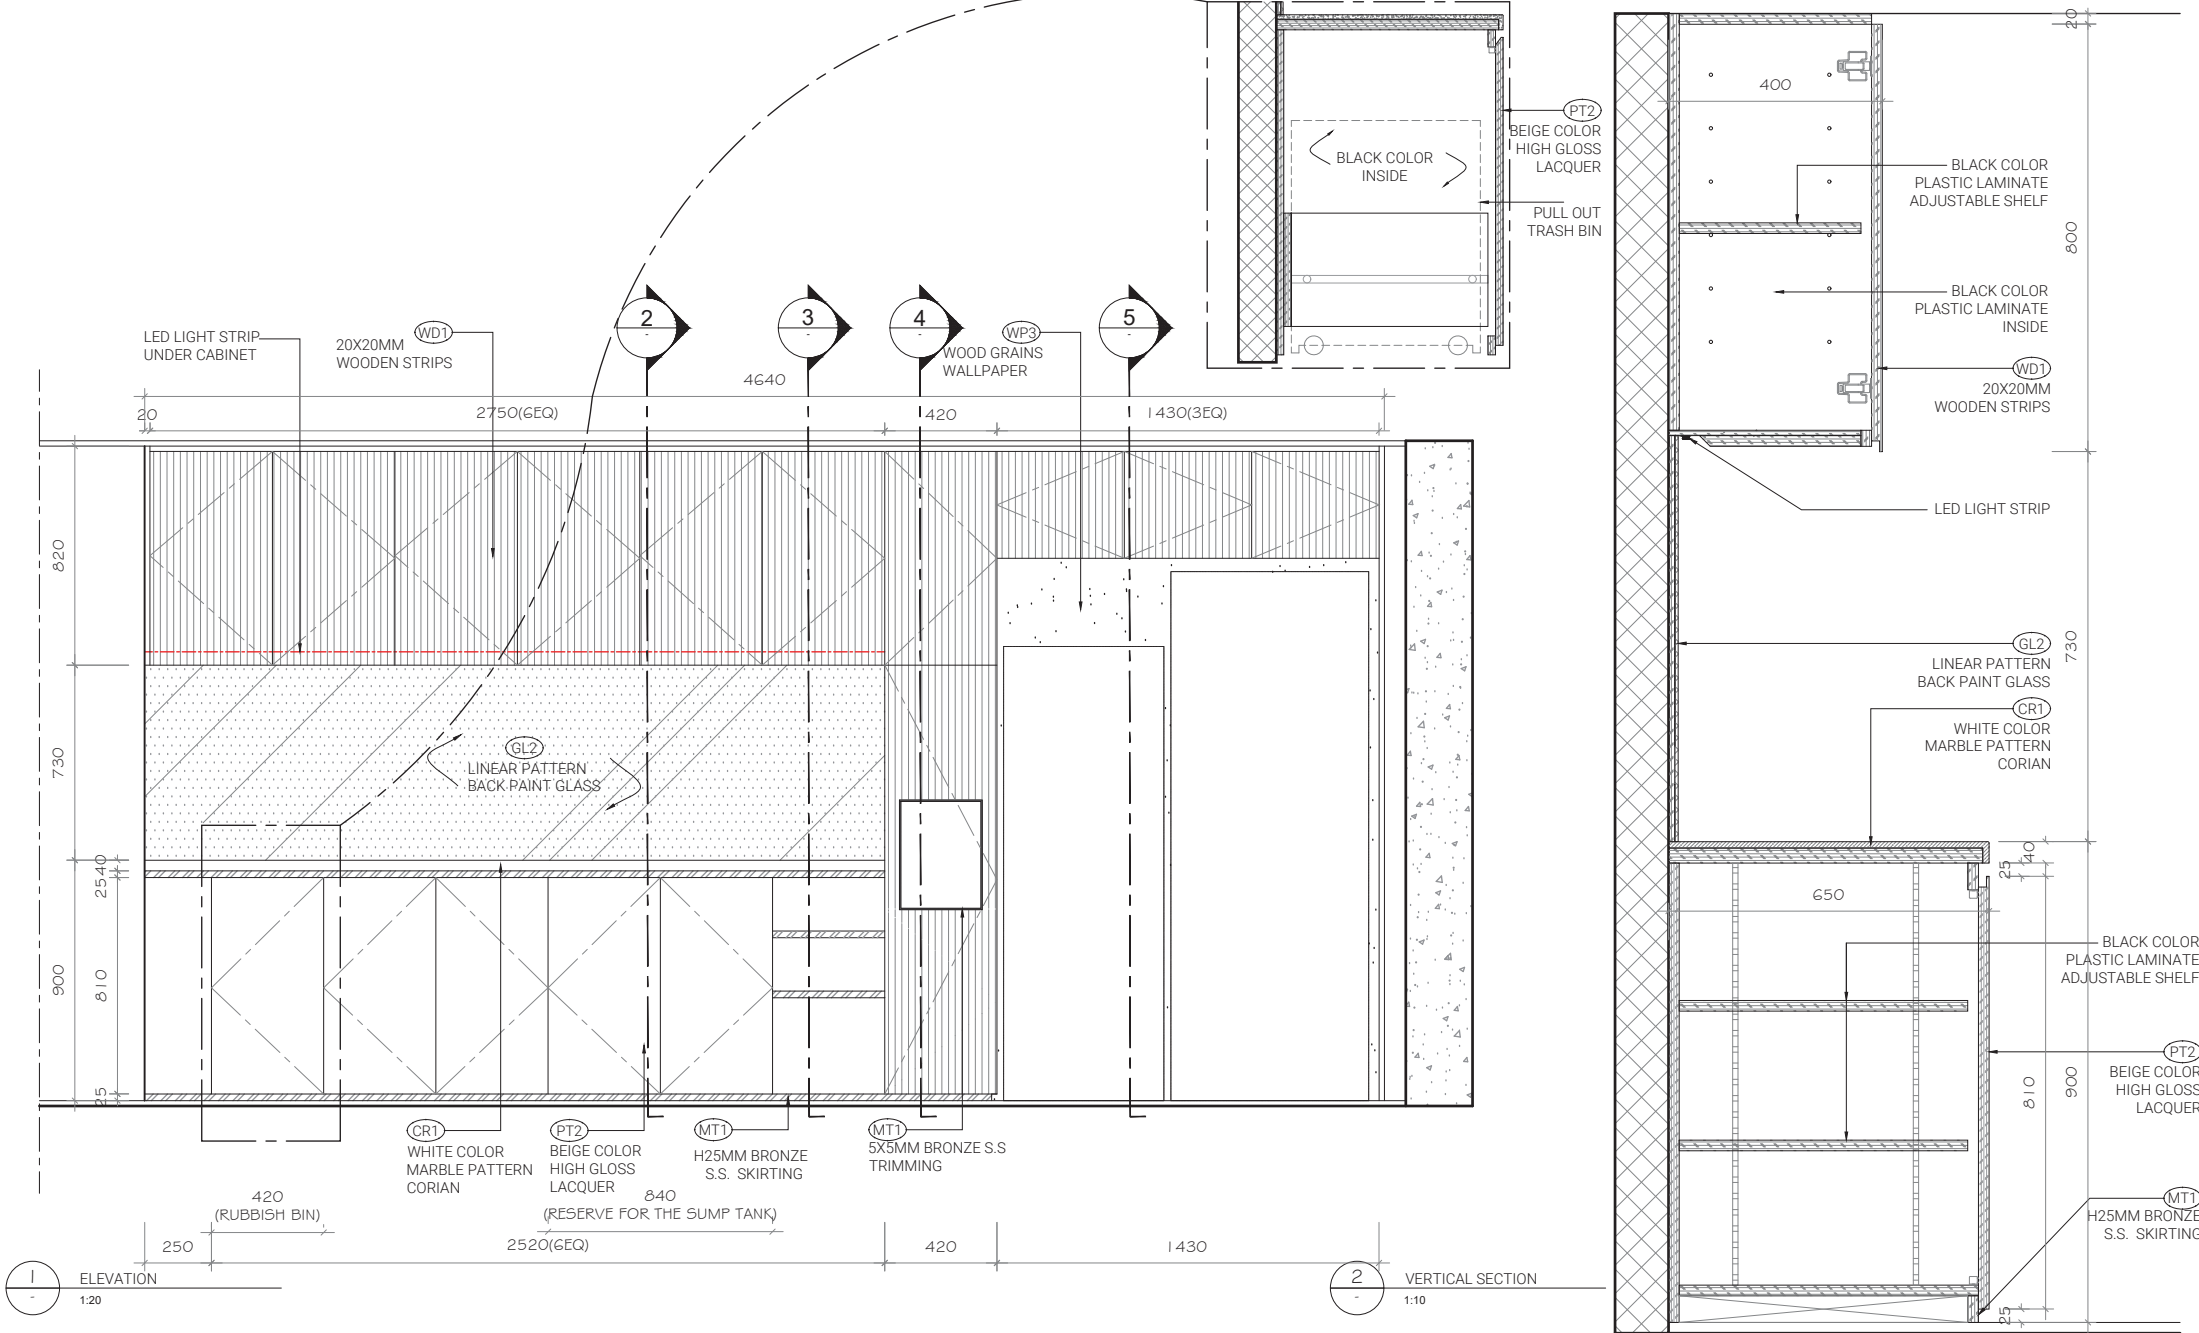 PT2
BEIGE COLOR
HIGH GLOSS
LACQUER
BLACK COLOR
INSIDE
PULL OUT
TRASH BIN
LED LIGHT STRIP
UNDER CABINET
WD1
20X20MM
WOODEN STRIPS
2
-
3
-
4
-
WP3
WOOD GRAINS
WALLPAPER
5
-
4640
20
2750(6EQ)
420
1430(3EQ)
820
730
900
2540
810
25
GL2
LINEAR PATTERN
BACK PAINT GLASS
CR1
WHITE COLOR
MARBLE PATTERN
CORIAN
PT2
BEIGE COLOR
HIGH GLOSS
LACQUER
MT1
H25MM BRONZE
S.S. SKIRTING
MT1
5X5MM BRONZE S.S
TRIMMING
420
(RUBBISH BIN)
840
(RESERVE FOR THE SUMP TANK)
250
2520(6EQ)
420
1430
1
-
ELEVATION
1:20
2
-
VERTICAL SECTION
1:10
20
400
BLACK COLOR
PLASTIC LAMINATE
ADJUSTABLE SHELF
800
BLACK COLOR
PLASTIC LAMINATE
INSIDE
WD1
20X20MM
WOODEN STRIPS
LED LIGHT STRIP
GL2
LINEAR PATTERN
BACK PAINT GLASS
730
CR1
WHITE COLOR
MARBLE PATTERN
CORIAN
40
25
650
BLACK COLOR
PLASTIC LAMINATE
ADJUSTABLE SHELF
PT2
BEIGE COLOR
HIGH GLOSS
LACQUER
810
900
MT1
H25MM BRONZE
S.S. SKIRTING
25